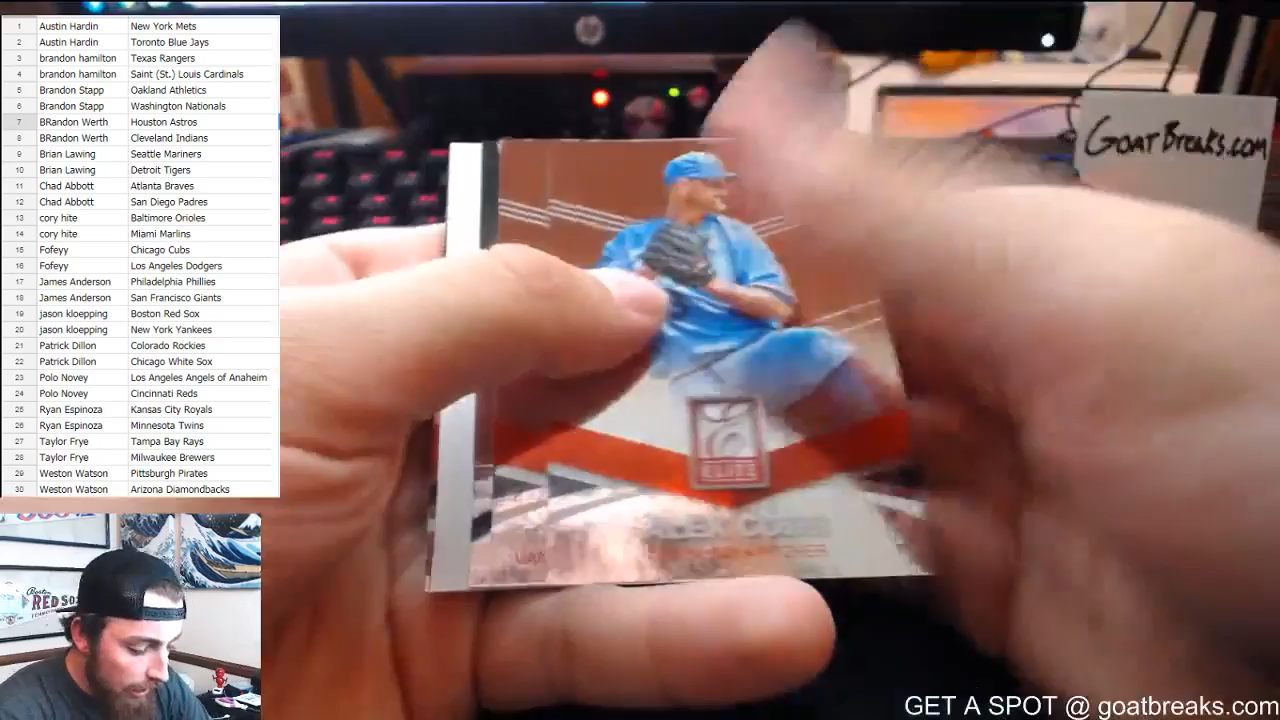 1 Austin Hardin New York Mets
2 Austin Hardin Toronto Blue Jays
3 brandon hamilton Texas Rangers
4 brandon hamilton Saint (St.) Louis Cardinals
5 Brandon Stapp Oakland Athletics
6 Brandon Stapp Washington Nationals
7 BRandon Werth Houston Astros
8 BRandon Werth Cleveland Indians
9 Brian Lawing Seattle Mariners
10 Brian Lawing Detroit Tigers
11 Chad Abbott Atlanta Braves
12 Chad Abbott San Diego Padres
13 cory hite Baltimore Orioles
14 cory hite Miami Marlins
15 Fofeyy Chicago Cubs
16 Fofeyy Los Angeles Dodgers
17 James Anderson Philadelphia Phillies
18 James Anderson San Francisco Giants
19 jason kloepping Boston Red Sox
20 jason kloepping New York Yankees
21 Patrick Dillon Colorado Rockies
22 Patrick Dillon Chicago White Sox
23 Polo Novey Los Angeles Angels of Anaheim
24 Polo Novey Cincinnati Reds
25 Ryan Espinoza Kansas City Royals
26 Ryan Espinoza Minnesota Twins
27 Taylor Frye Tampa Bay Rays
28 Taylor Frye Milwaukee Brewers
29 Weston Watson Pittsburgh Pirates
30 Weston Watson Arizona Diamondbacks
hp
GOATBREAKS.COM
ELITE
ALEX COBB
Boston
RED SOX
GET A SPOT @ goatbreaks.com